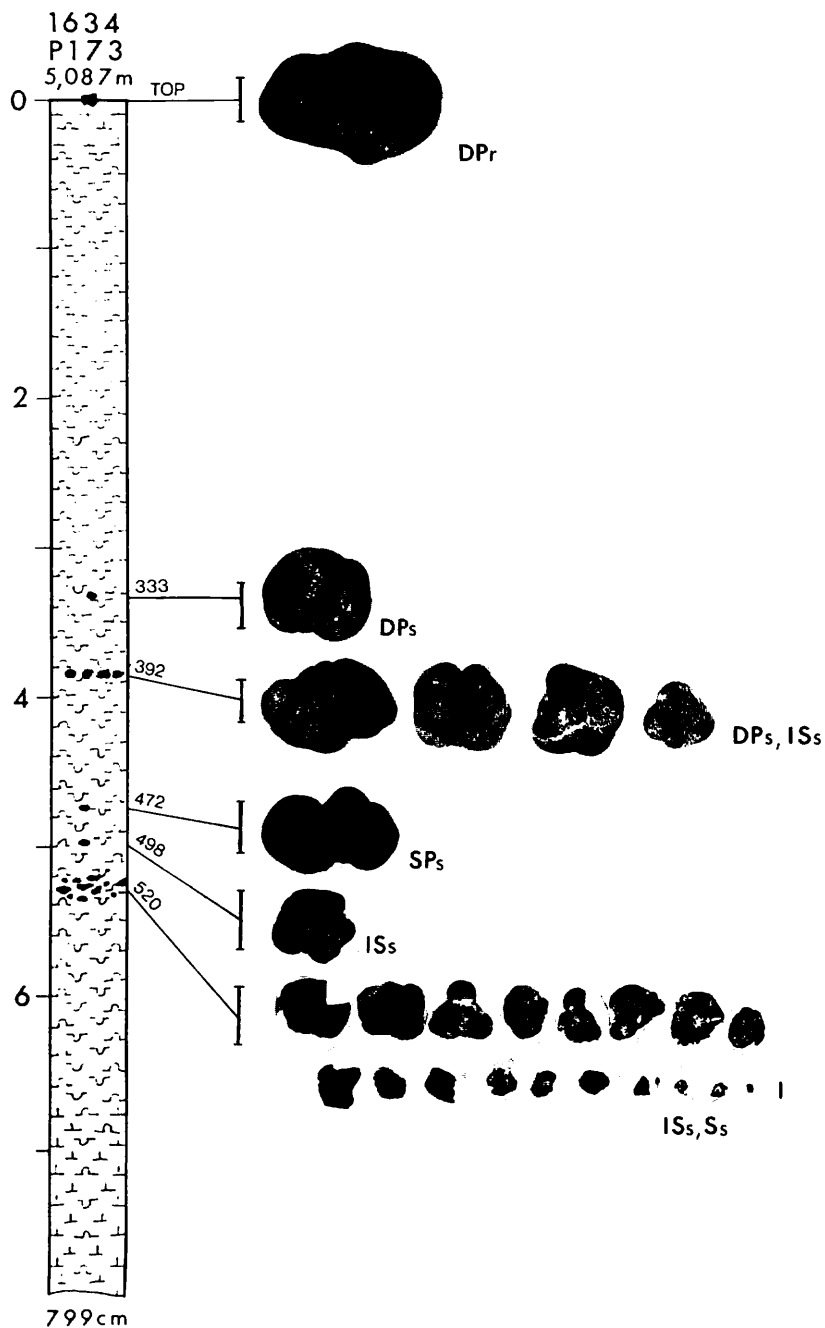 1634
P173
5,087m
0
TOP
DPr
2
333
DPs
392
4
DPs, ISs
472
SPs
498
ISs
520
6
ISs, Ss
799cm